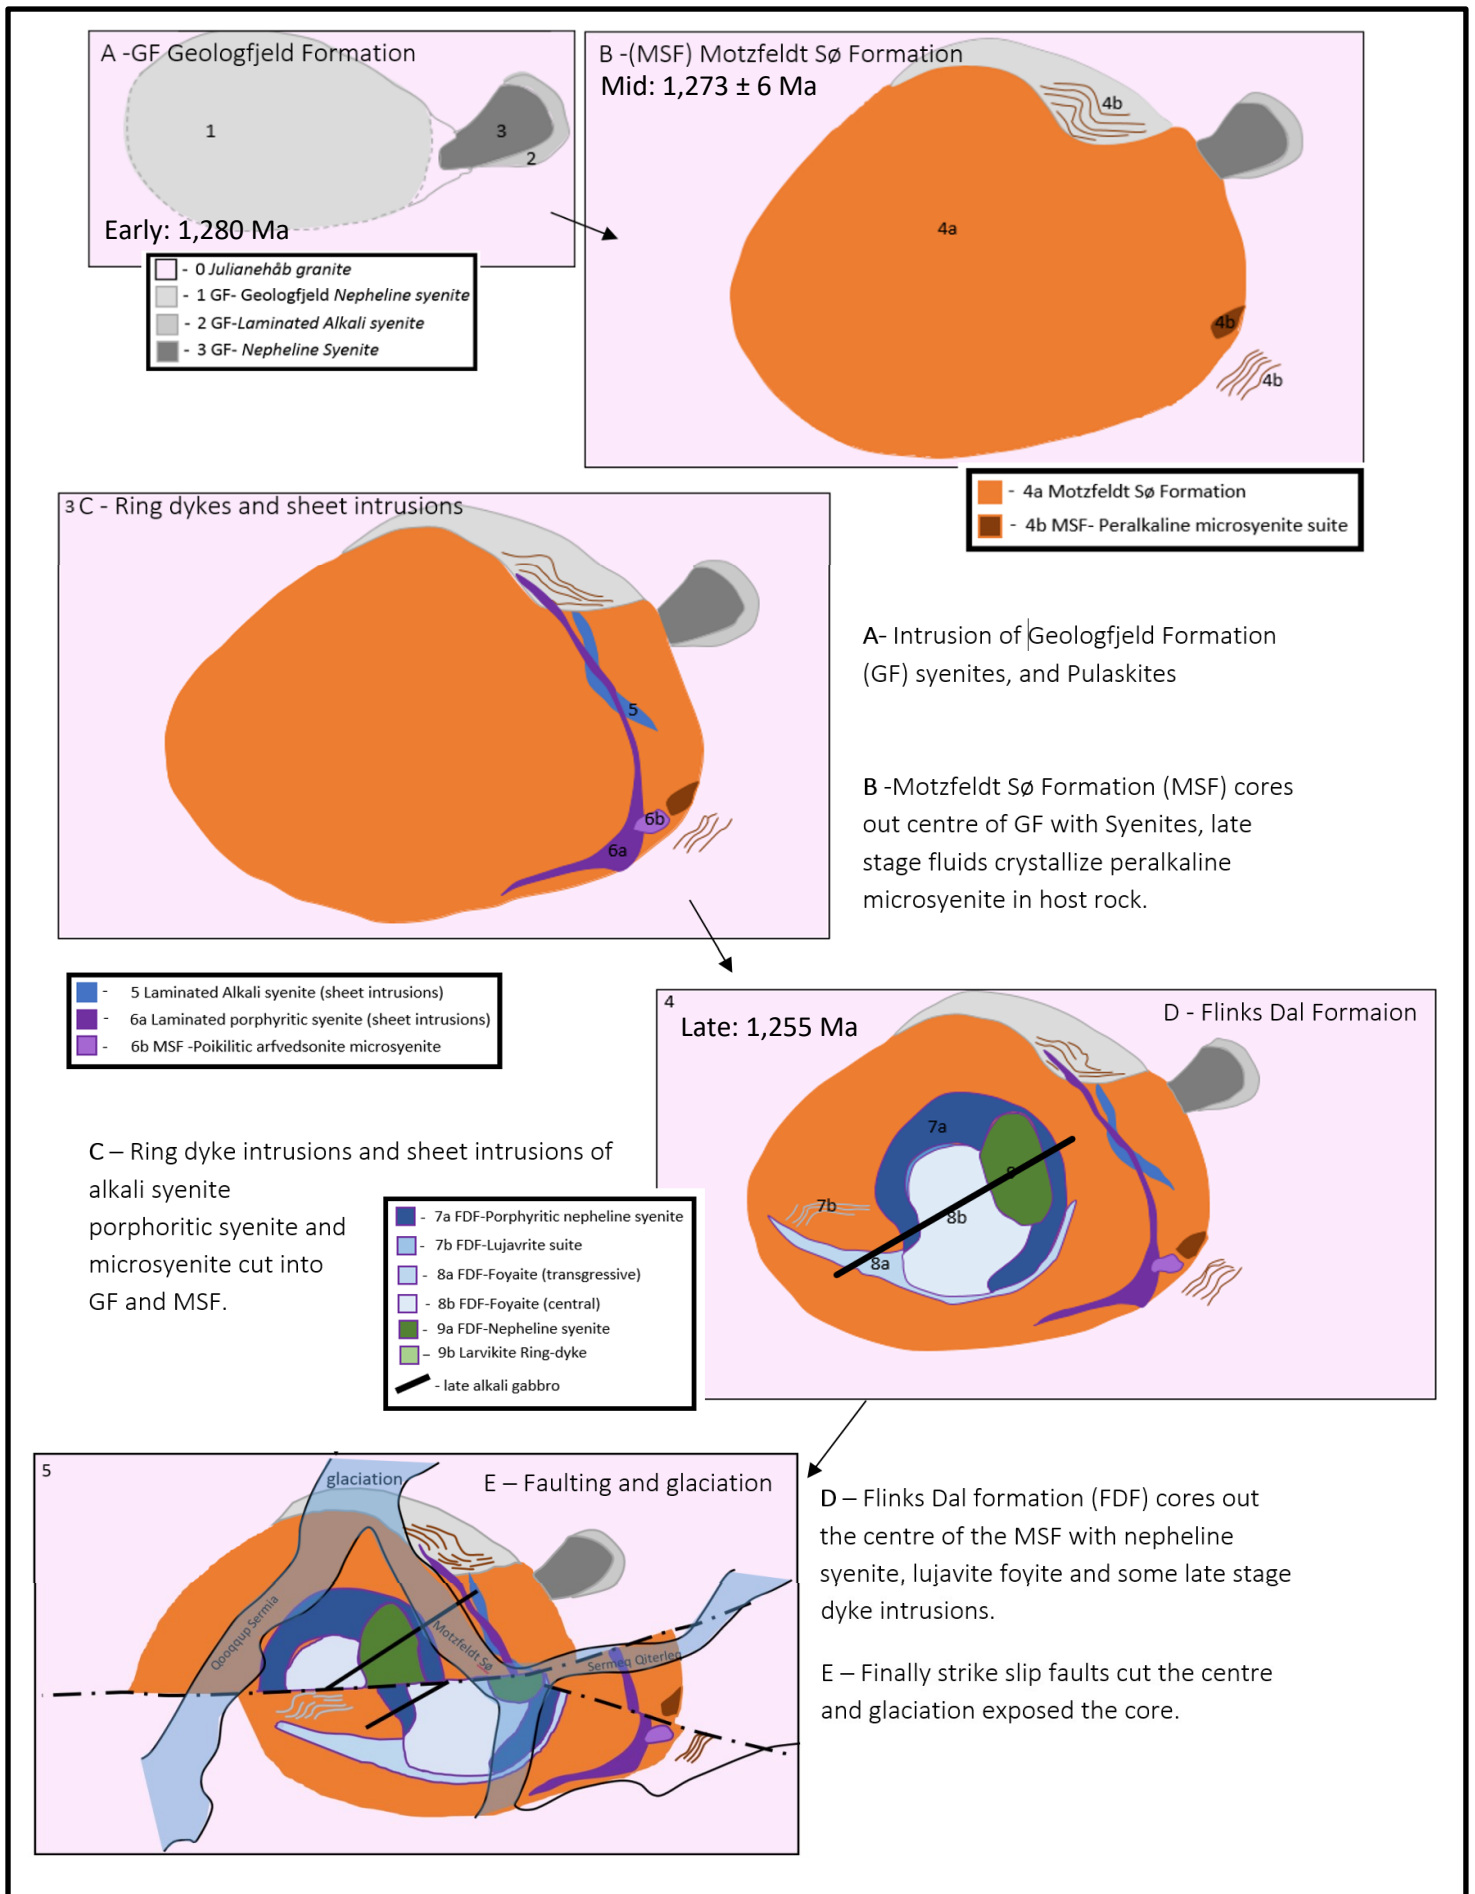 A -GF Geologfjeld Formation
1
3
2
Early: 1,280 Ma
- 0 Julianehåb granite
- 1 GF- Geologfjeld Nepheline syenite
- 2 GF-Laminated Alkali syenite
- 3 GF- Nepheline Syenite
B -(MSF) Motzfeldt Sø Formation
Mid: 1,273 ± 6 Ma
4b
4a
4b
4b
- 4a Motzfeldt Sø Formation
- 4b MSF- Peralkaline microsyenite suite
3 C - Ring dykes and sheet intrusions
5
6b
6a
- 5 Laminated Alkali syenite (sheet intrusions)
- 6a Laminated porphyritic syenite (sheet intrusions)
- 6b MSF -Poikilitic arfvedsonite microsyenite
A- Intrusion of Geologfjeld Formation
(GF) syenites, and Pulaskites
B -Motzfeldt Sø Formation (MSF) cores
out centre of GF with Syenites, late
stage fluids crystallize peralkaline
microsyenite in host rock.
4
Late: 1,255 Ma
D - Flinks Dal Formaion
7a
9
7b
8b
8a
C – Ring dyke intrusions and sheet intrusions of
alkali syenite
porphoritic syenite and
microsyenite cut into
GF and MSF.
- 7a FDF-Porphyritic nepheline syenite
- 7b FDF-Lujavrite suite
- 8a FDF-Foyaite (transgressive)
- 8b FDF-Foyaite (central)
- 9a FDF-Nepheline syenite
– 9b Larvikite Ring-dyke
- late alkali gabbro
5
glaciation
E – Faulting and glaciation
Qooqqup Sermia
Motzfeldt Sø
Sermeq Qiterleq
D – Flinks Dal formation (FDF) cores out
the centre of the MSF with nepheline
syenite, lujavite foyite and some late stage
dyke intrusions.
E – Finally strike slip faults cut the centre
and glaciation exposed the core.